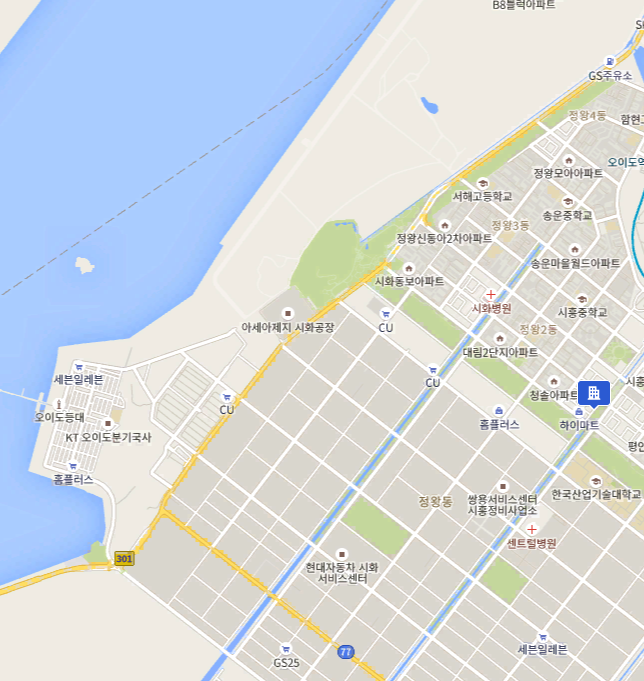 B8블럭아파트
GS주유소
정왕4동
함현
오이도역
정왕모아아파트
서해고등학교
송운중학교
정왕3동
정왕신동아2차아파트
송운마을월드아파트
시화동보아파트
시화병원
시흥중학교
아세아제지 시화공장
CU
정왕2동
대림2단지아파트
세븐일레븐
CU
청솔아파트
시흥
오이도등대
CU
홈플러스
하이마트
KT 오이도분기국사
평안
홈플러스
한국산업기술대학교
정왕동
쌍용서비스센터
시흥정비사업소
센트럴병원
301
현대자동차 시화
서비스센터
77
세븐일레븐
GS25